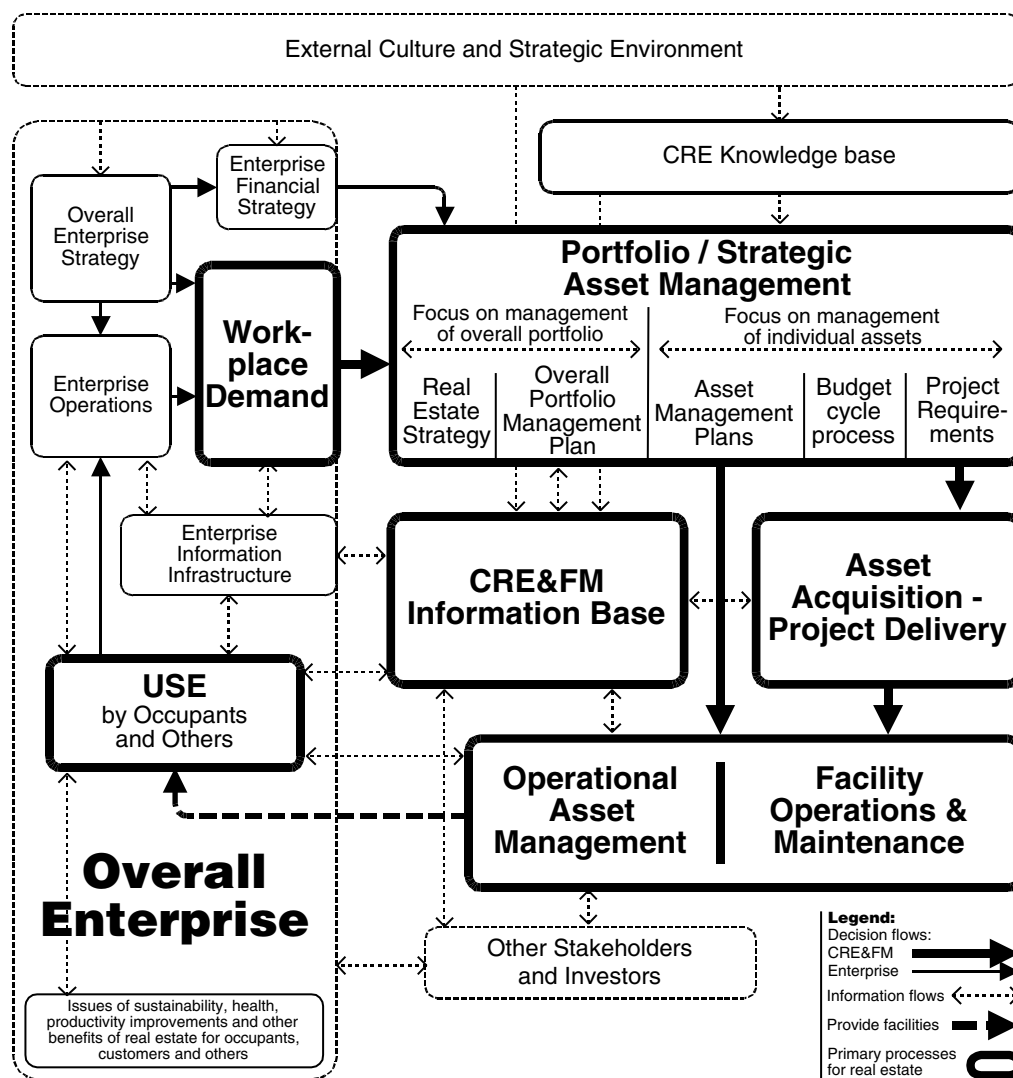 External Culture and Strategic Environment
CRE Knowledge base
Enterprise
Financial
Strategy
Overall
Enterprise
Strategy
Portfolio / Strategic
Asset Management
Focus on management
of overall portfolio
Focus on management
of individual assets
Real
Estate
Strategy
Overall
Portfolio
Management
Plan
Asset
Management
Plans
Budget
cycle
process
Project
Require-
ments
Work-
place
Demand
Enterprise
Operations
Enterprise
Information
Infrastructure
CRE&FM
Information Base
Asset
Acquisition -
Project Delivery
USE
by Occupants
and Others
Operational
Asset
Management
Facility
Operations &
Maintenance
Overall
Enterprise
Other Stakeholders
and Investors
Issues of sustainability, health,
productivity improvements and other
benefits of real estate for occupants,
customers and others
Legend:
Decision flows:
CRE&FM
Enterprise
Information flows
Provide facilities
Primary processes
for real estate